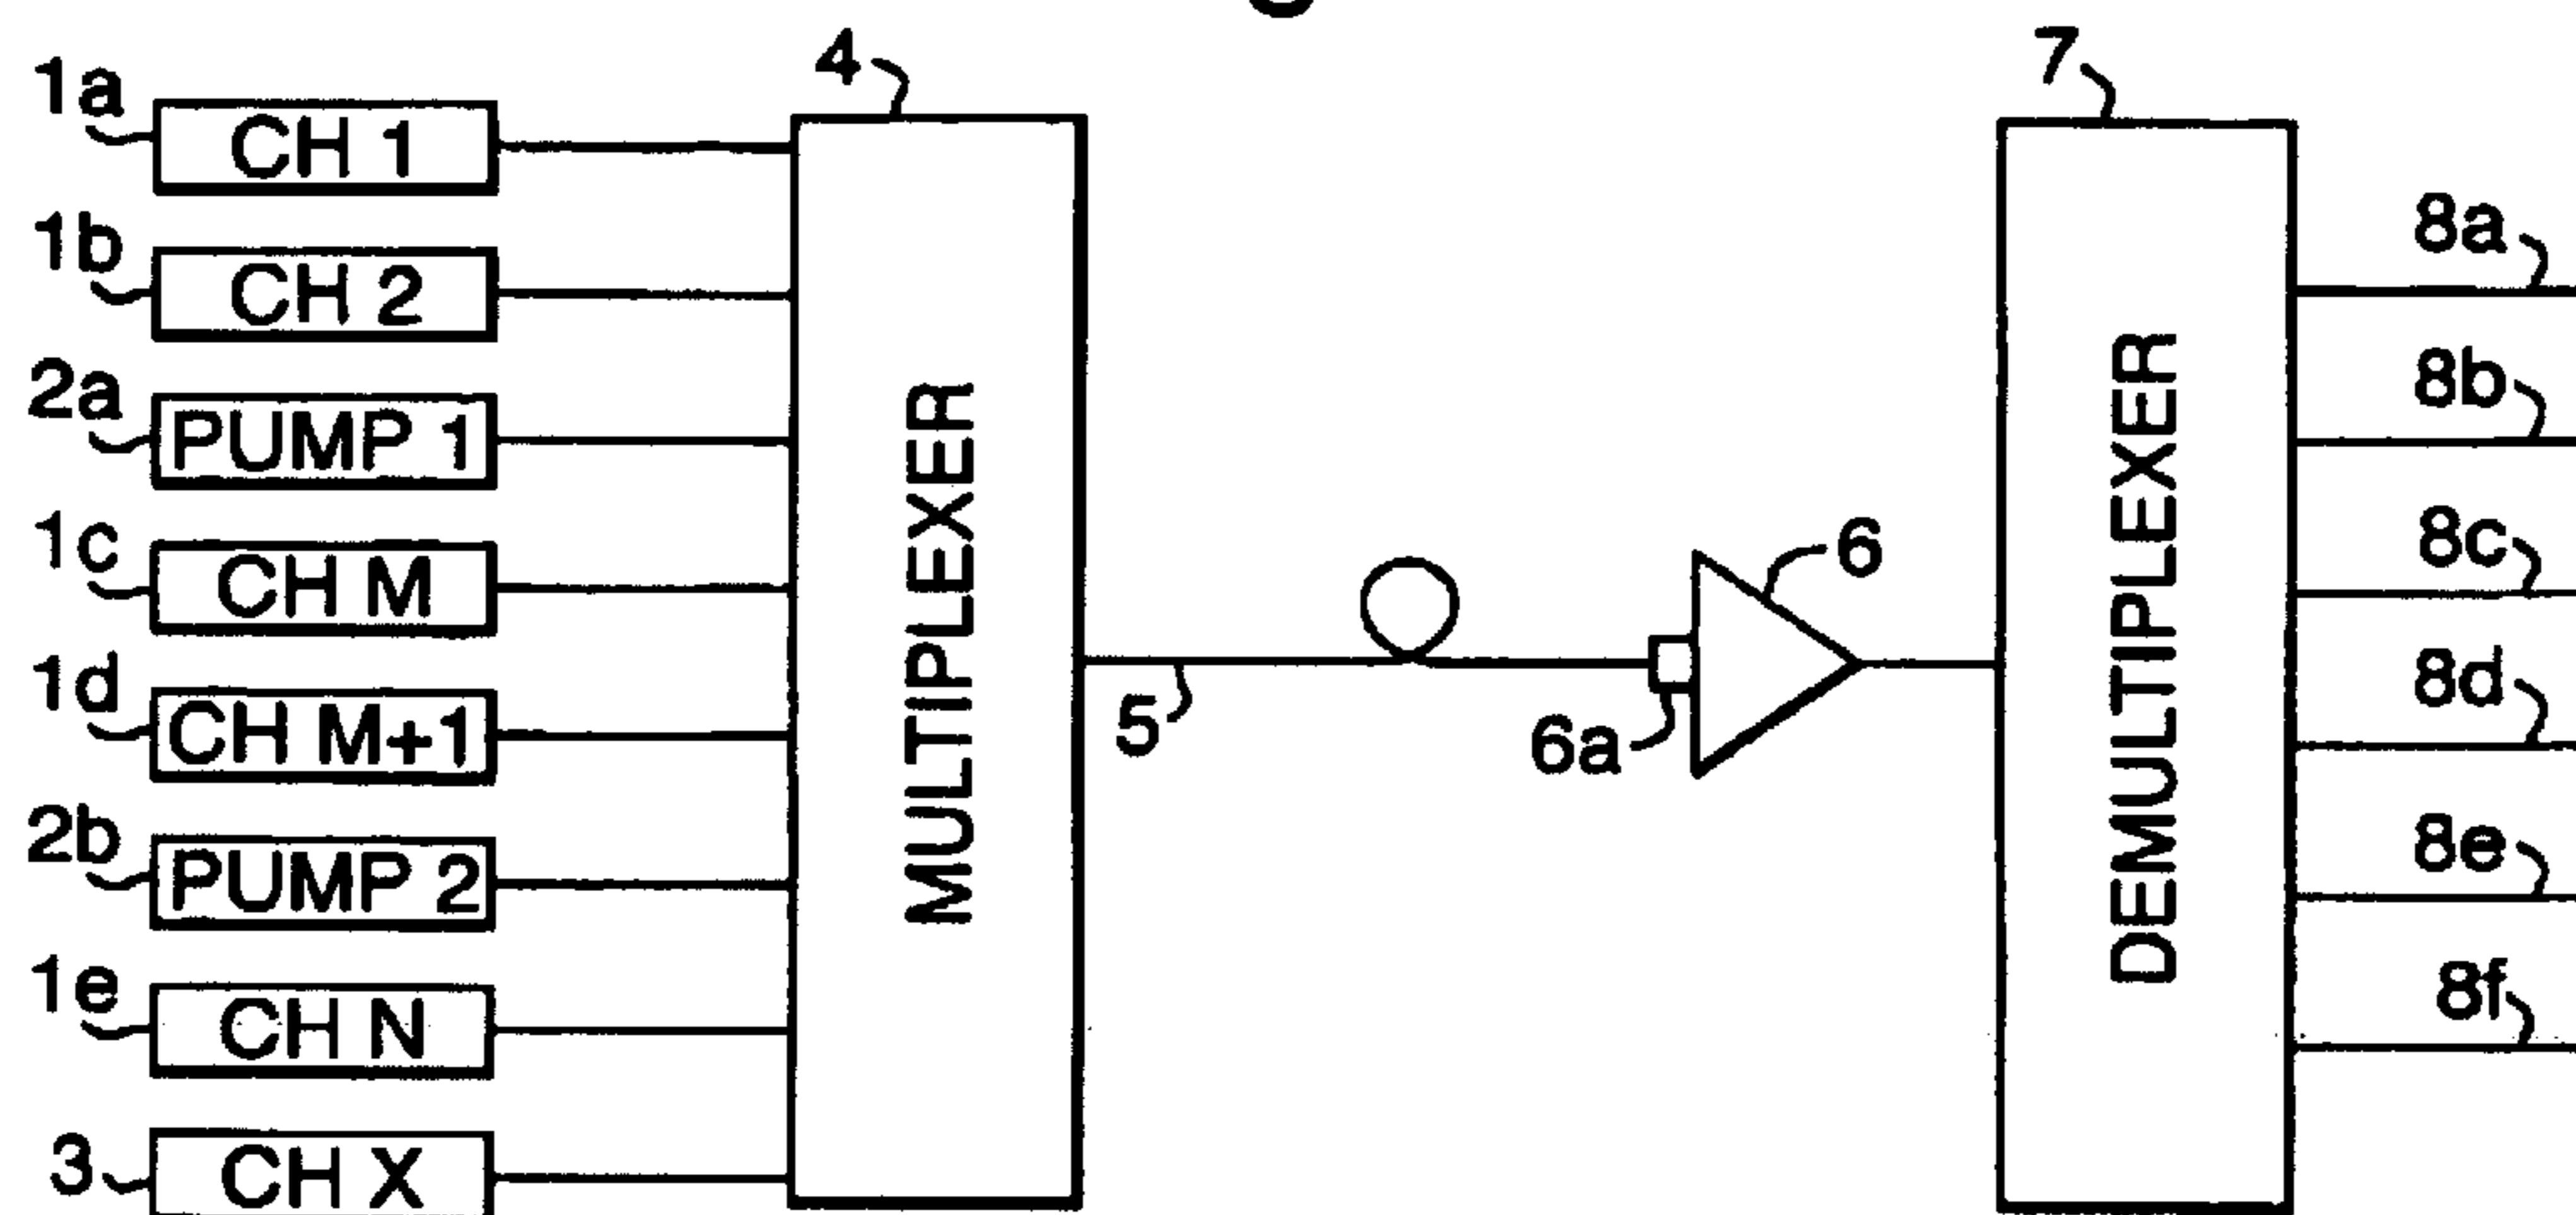 1a CH 1
1b CH 2
2a PUMP 1
1c CH M
1d CH M+1
2b PUMP 2
1e CH N
3 CH X
4
MULTIPLEXER
5
6
6a
7
DEMULTIPLEXER
8a
8b
8c
8d
8e
8f